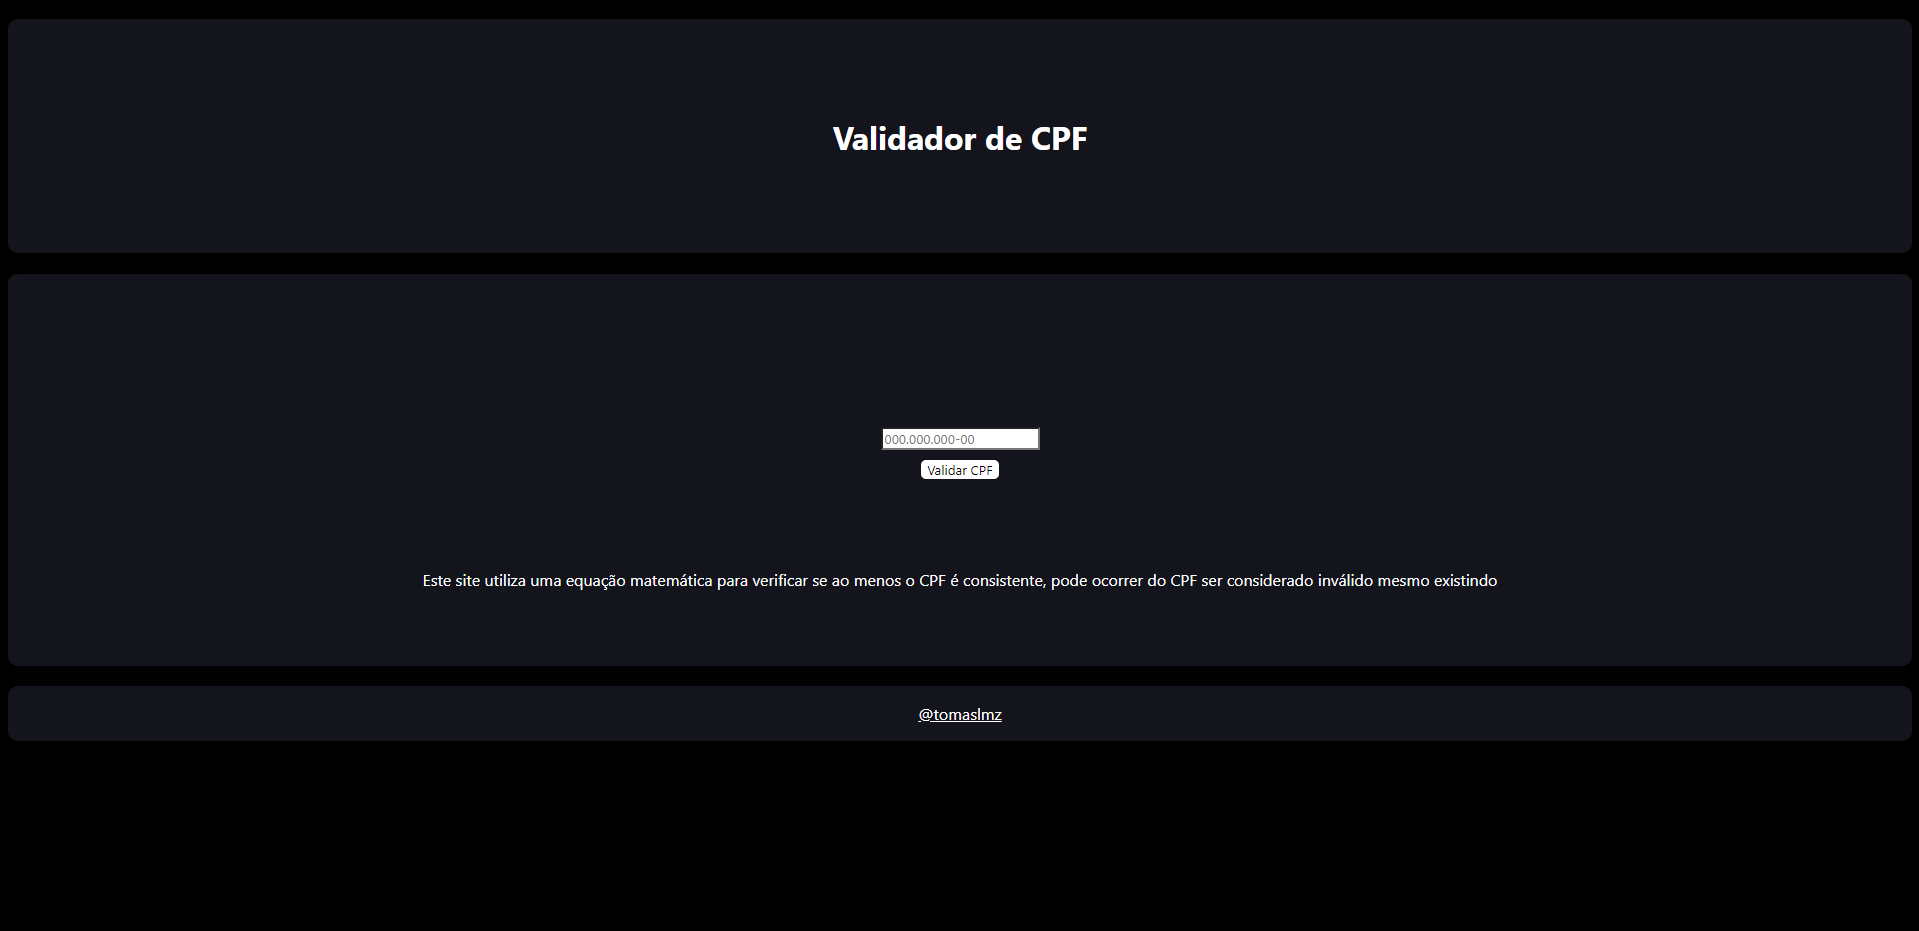 Validador de CPF
000.000.000-00
Validar CPF
Este site utiliza uma equação matemática para verificar se ao menos o CPF é consistente, pode ocorrer do CPF ser considerado inválido mesmo existindo
@tomaslmz